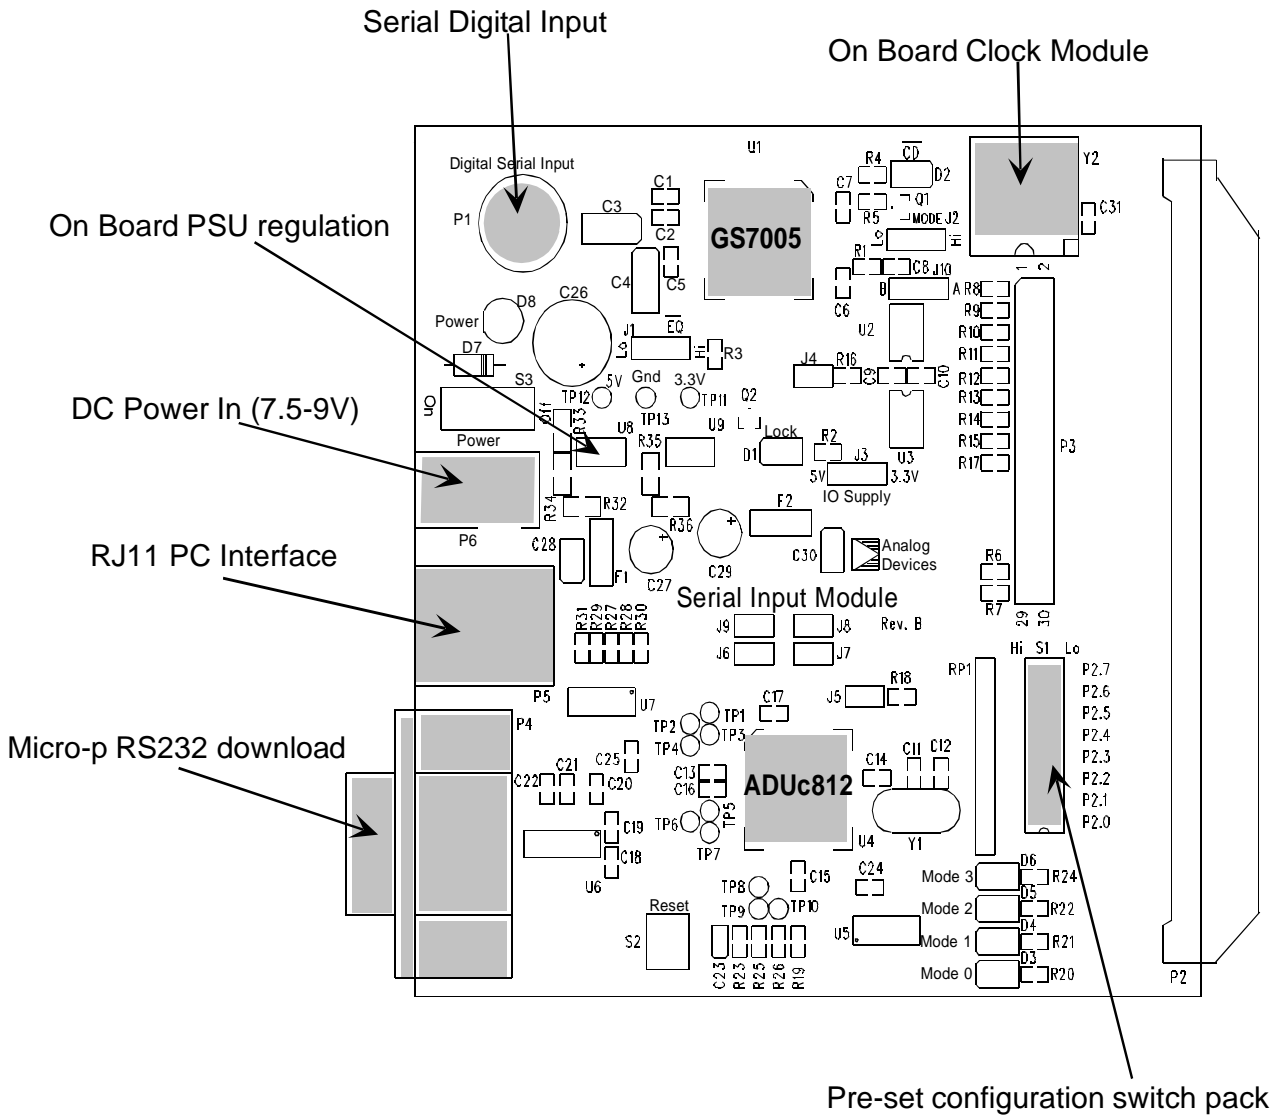 Serial Digital Input
On Board Clock Module
On Board PSU regulation
DC Power In (7.5-9V)
RJ11 PC Interface
Micro-p RS232 download
Pre-set configuration switch pack
Digital Serial Input
P1
C1
C2
C3
C4
C5
U1
GS7005
R4
CD
D2
C7
R5
Q1
MODE J2
Lo
Hi
R1
C8
J10
C6
B
A
Y2
C31
1
2
D8
Power
C26
D7
J1
EQ
Lo
Hi
R3
U2
S3
On
Off
Power
5V
Gnd
3.3V
TP12
TP13
TP11
J4
R16
C9
C10
Q2
R33
U8
R35
U9
Lock
D1
R2
J3
U3
5V
3.3V
IO Supply
R8
R9
R10
R11
R12
R13
R14
R15
R17
P3
R34
R32
R36
F2
P6
C28
F1
C27
C29
C30
Analog
Devices
R6
R7
29
30
Serial Input Module
Rev. B
R31
R29
R27
R28
R30
J9
J8
J6
J7
Hi
S1
Lo
RP1
P2.7
P2.6
P2.5
P2.4
P2.3
P2.2
P2.1
P2.0
P5
U7
P4
J5
R18
C17
TP1
TP2
TP3
TP4
C25
C22
C21
C20
C13
C16
ADUc812
C14
C11
C12
TP5
TP6
TP7
C19
C18
U6
U4
Y1
C15
C24
TP8
TP9
TP10
Reset
S2
C23
R23
R25
R26
R19
U5
Mode 3
D6
R24
Mode 2
D5
R22
Mode 1
D4
R21
Mode 0
D3
R20
P2